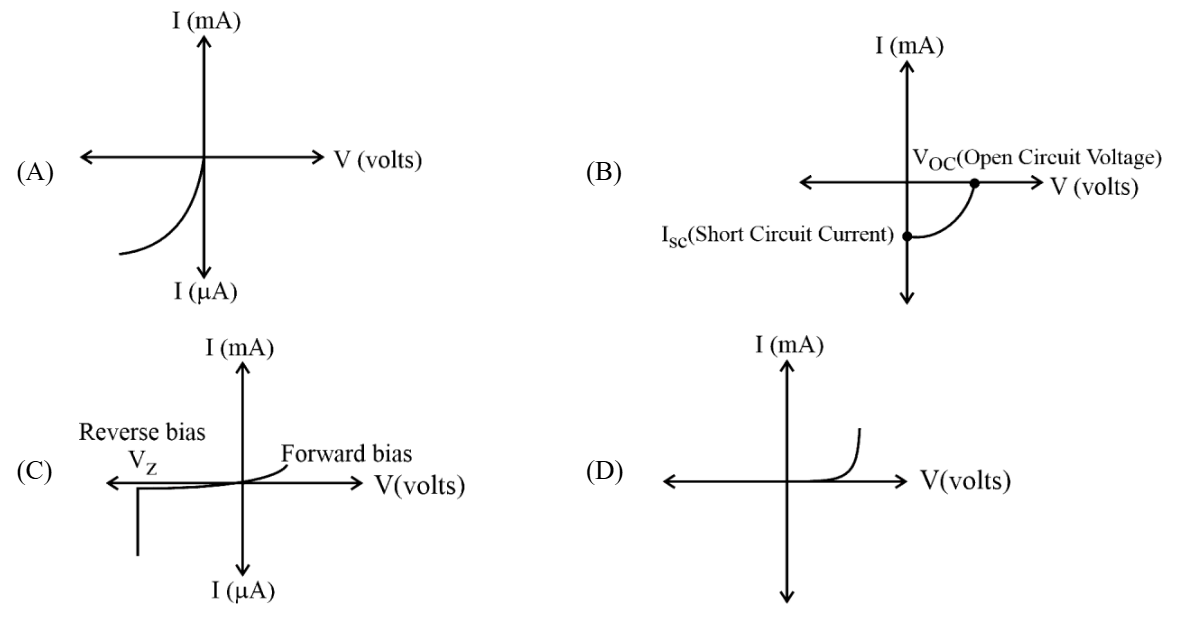 I (mA)
V (volts)
(A)
I (μA)
I (mA)
V_OC(Open Circuit Voltage)
(B)
V (volts)
I_sc(Short Circuit Current)
I (mA)
Reverse bias
V_Z
Forward bias
(C)
V(volts)
I (μA)
I (mA)
(D)
V(volts)